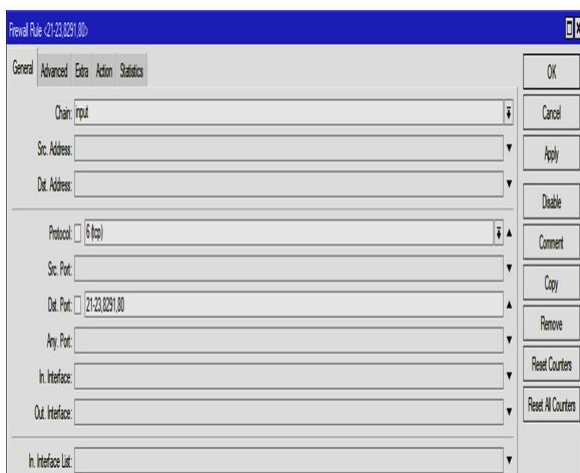 Firewall Rule <21-23,8291,80>
General Advanced Extra Action Statistics
Chain: input
Src. Address:
Dst. Address:
Protocol: 6 (tcp)
Src. Port:
Dst. Port: 21-23,8291,80
Any. Port:
In. Interface:
Out. Interface:
In. Interface List:
OK
Cancel
Apply
Disable
Comment
Copy
Remove
Reset Counters
Reset All Counters